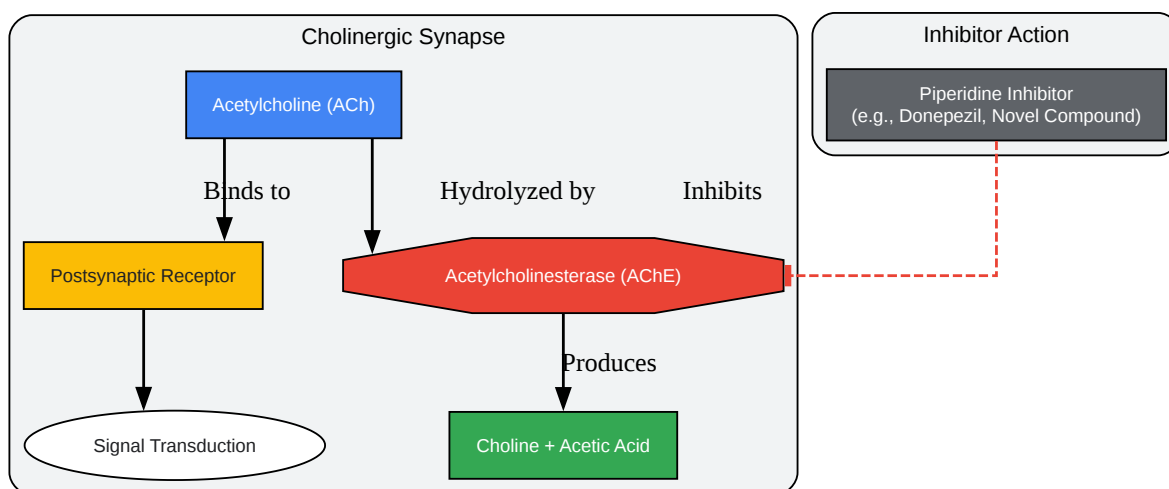 Cholinergic Synapse
Inhibitor Action
Acetylcholine (ACh)
Piperidine Inhibitor
(e.g., Donepezil, Novel Compound)
Binds to
Hydrolyzed by
Inhibits
Postsynaptic Receptor
Acetylcholinesterase (AChE)
Produces
Signal Transduction
Choline + Acetic Acid